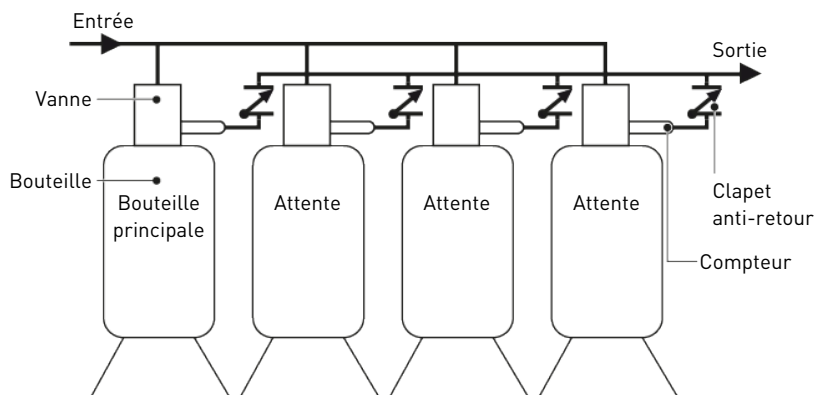 Entrée
Sortie
Vanne
Bouteille
Bouteille
principale
Attente
Attente
Attente
Clapet
anti-retour
Compteur